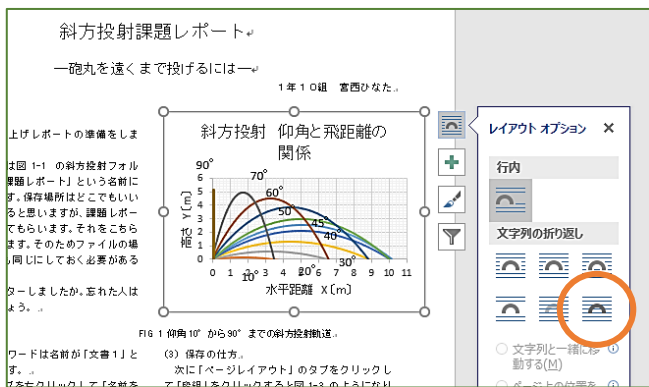 斜方投射課題レポート
―砲丸を遠くまで投げるには―
1年10組 宮西ひなた
上げレポートの準備をしま
は図 1-1 の斜方投射フォル
課題レポート」という名前に
す。保存場所はどこでもいい
ると思いますが、課題レポー
てもらいます。それをこちら
ます。そのためファイルの場
同じにしておく必要がある
ターしましたか。忘れた人は
ょう。
ワードは名前が「文書1」と
す。
斜方投射 仰角と飛距離の
関係
高さ Y(m)
6
5
4
3
2
1
0
90°
70°
60°
50°
45°
40°
30°
20°
10°
0 1 2 3 4 5 6 7 8 9 10 11
水平距離 X(m)
FIG 1 仰角10° から90° までの斜方投射軌道
(3) 保存の仕方
次に「ページレイアウト」のタブをクリックし
レイアウト オプション ×
行内
文字列の折り返し
文字列と一緒に移
動する(M)